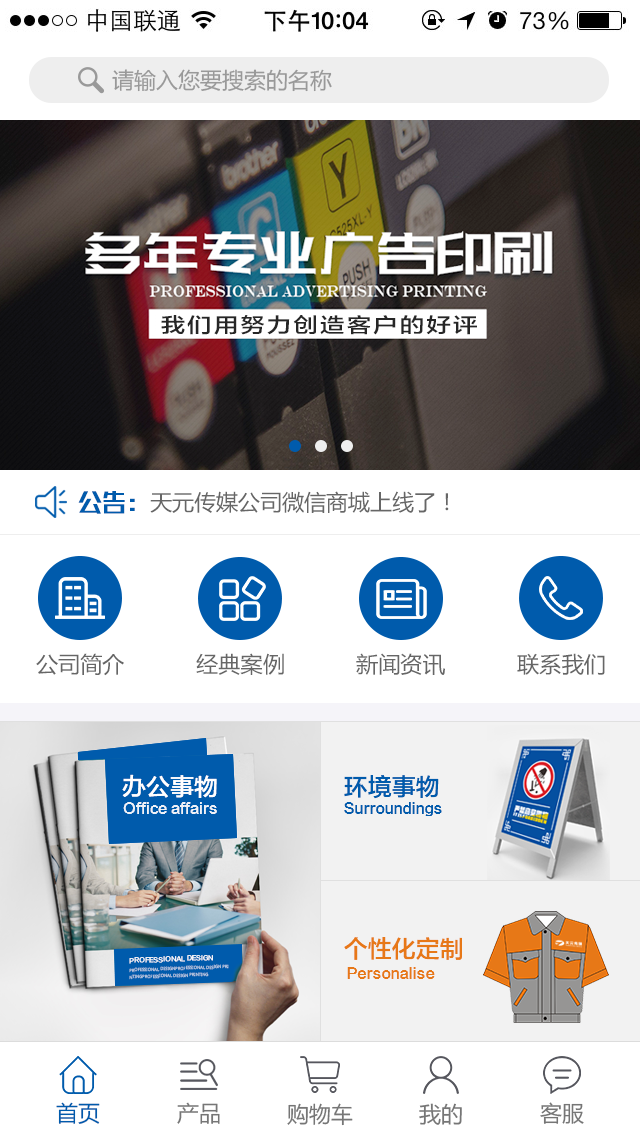 中国联通
下午10:04
73%
请输入您要搜索的名称
brother
Y
PUSH
多年专业广告印刷
PROFESSIONAL ADVERTISING PRINTING
我们用努力创造客户的好评
公告：
天元传媒公司微信商城上线了！
公司简介
经典案例
新闻资讯
联系我们
办公事物
Office affairs
PROFESSIONAL DESIGN
环境事物
Surroundings
个性化定制
Personalise
首页
产品
购物车
我的
客服